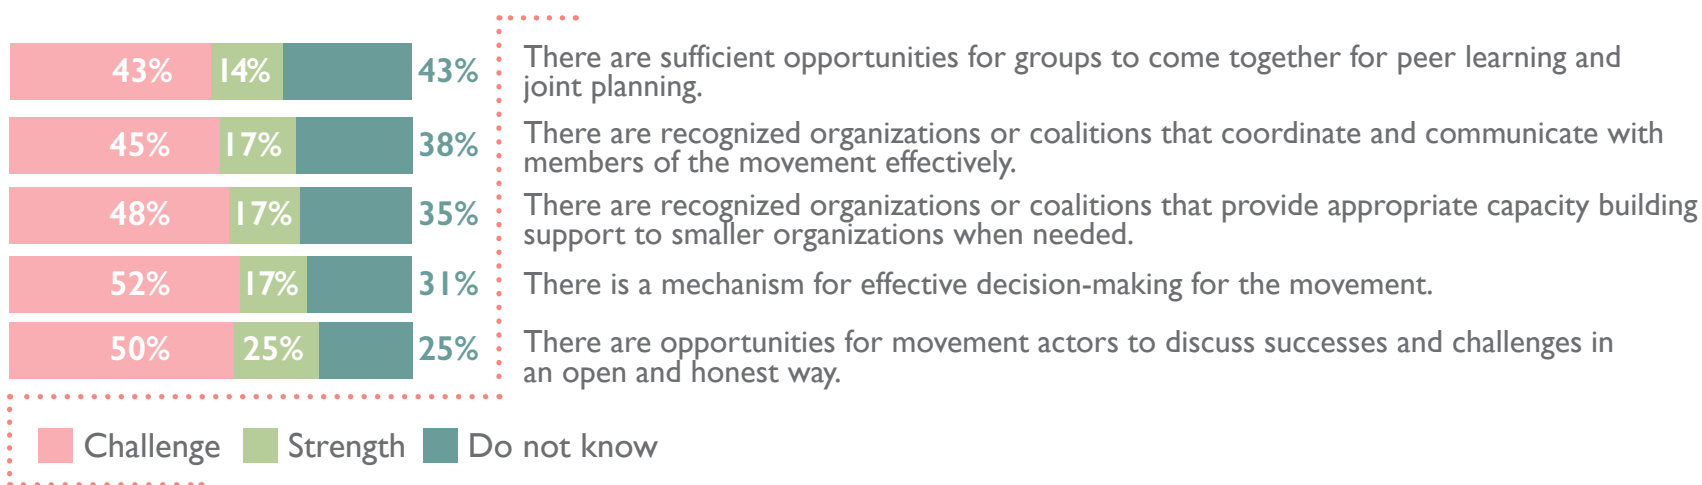 43% 14% 43%
There are sufficient opportunities for groups to come together for peer learning and
joint planning.
45% 17% 38%
There are recognized organizations or coalitions that coordinate and communicate with
members of the movement effectively.
48% 17% 35%
There are recognized organizations or coalitions that provide appropriate capacity building
support to smaller organizations when needed.
52% 17% 31%
There is a mechanism for effective decision-making for the movement.
50% 25% 25%
There are opportunities for movement actors to discuss successes and challenges in
an open and honest way.
Challenge Strength Do not know